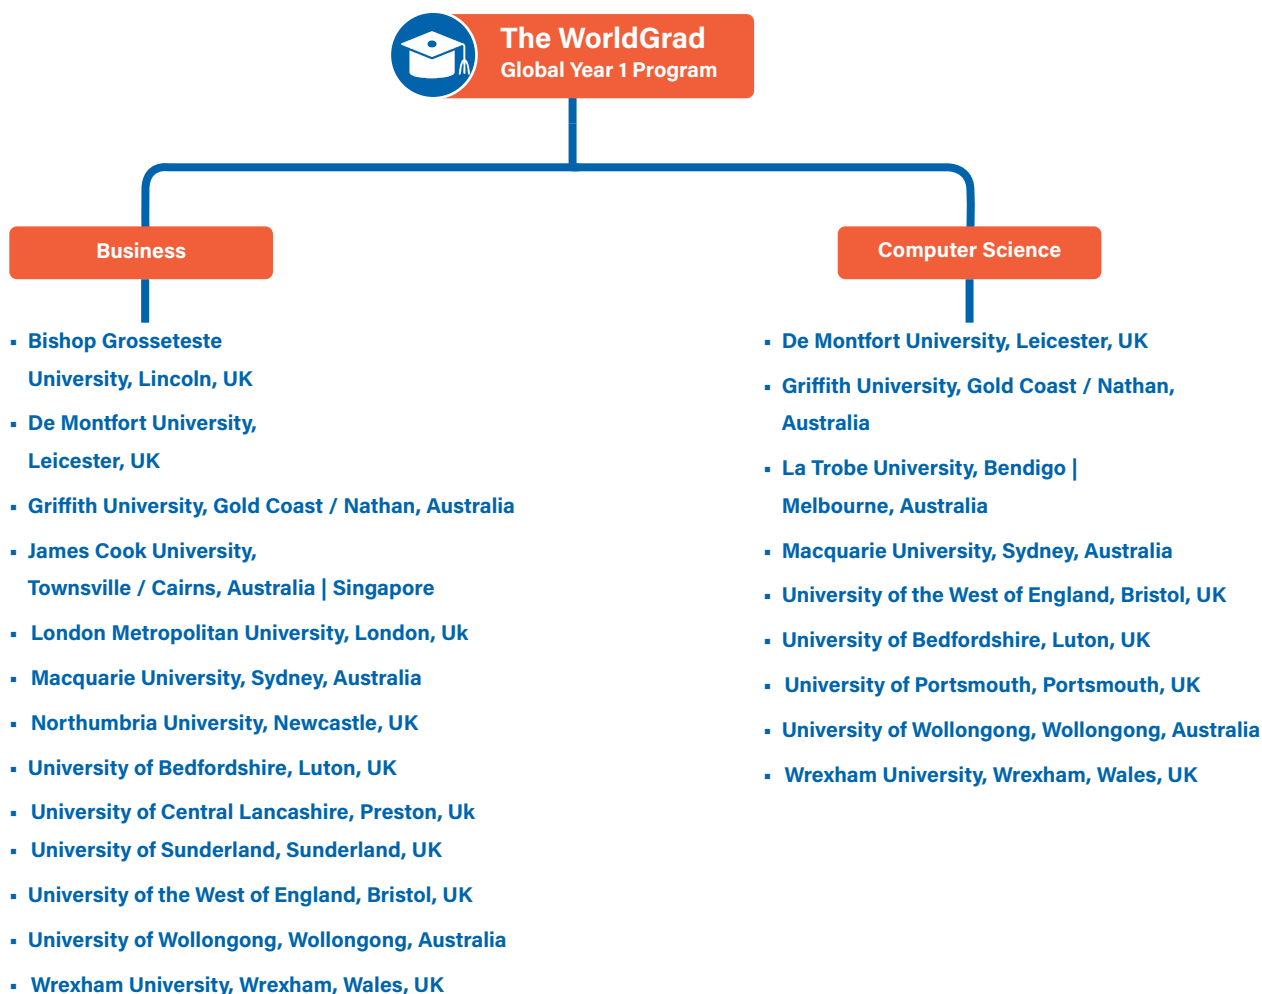 The WorldGrad
Global Year 1 Program
Business
▪ Bishop Grosseteste
University, Lincoln, UK
▪ De Montfort University,
Leicester, UK
▪ Griffith University, Gold Coast / Nathan, Australia
▪ James Cook University,
Townsville / Cairns, Australia | Singapore
▪ London Metropolitan University, London, Uk
▪ Macquarie University, Sydney, Australia
▪ Northumbria University, Newcastle, UK
▪ University of Bedfordshire, Luton, UK
▪ University of Central Lancashire, Preston, Uk
▪ University of Sunderland, Sunderland, UK
▪ University of the West of England, Bristol, UK
▪ University of Wollongong, Wollongong, Australia
▪ Wrexham University, Wrexham, Wales, UK
Computer Science
▪ De Montfort University, Leicester, UK
▪ Griffith University, Gold Coast / Nathan,
Australia
▪ La Trobe University, Bendigo |
Melbourne, Australia
▪ Macquarie University, Sydney, Australia
▪ University of the West of England, Bristol, UK
▪ University of Bedfordshire, Luton, UK
▪ University of Portsmouth, Portsmouth, UK
▪ University of Wollongong, Wollongong, Australia
▪ Wrexham University, Wrexham, Wales, UK